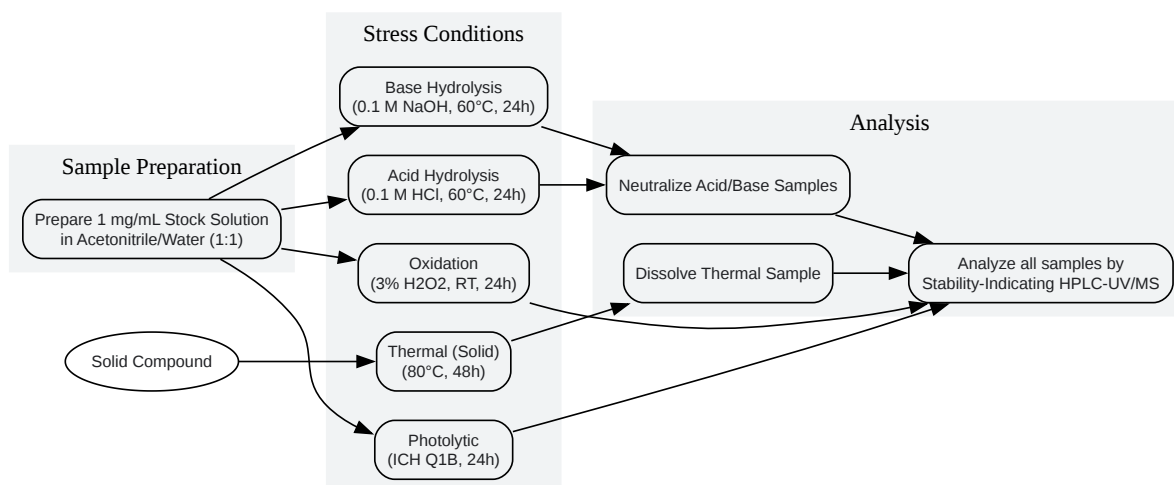 Sample Preparation
Prepare 1 mg/mL Stock Solution
in Acetonitrile/Water (1:1)
Solid Compound
Stress Conditions
Base Hydrolysis
(0.1 M NaOH, 60°C, 24h)
Acid Hydrolysis
(0.1 M HCl, 60°C, 24h)
Oxidation
(3% H2O2, RT, 24h)
Thermal (Solid)
(80°C, 48h)
Photolytic
(ICH Q1B, 24h)
Analysis
Neutralize Acid/Base Samples
Dissolve Thermal Sample
Analyze all samples by
Stability-Indicating HPLC-UV/MS